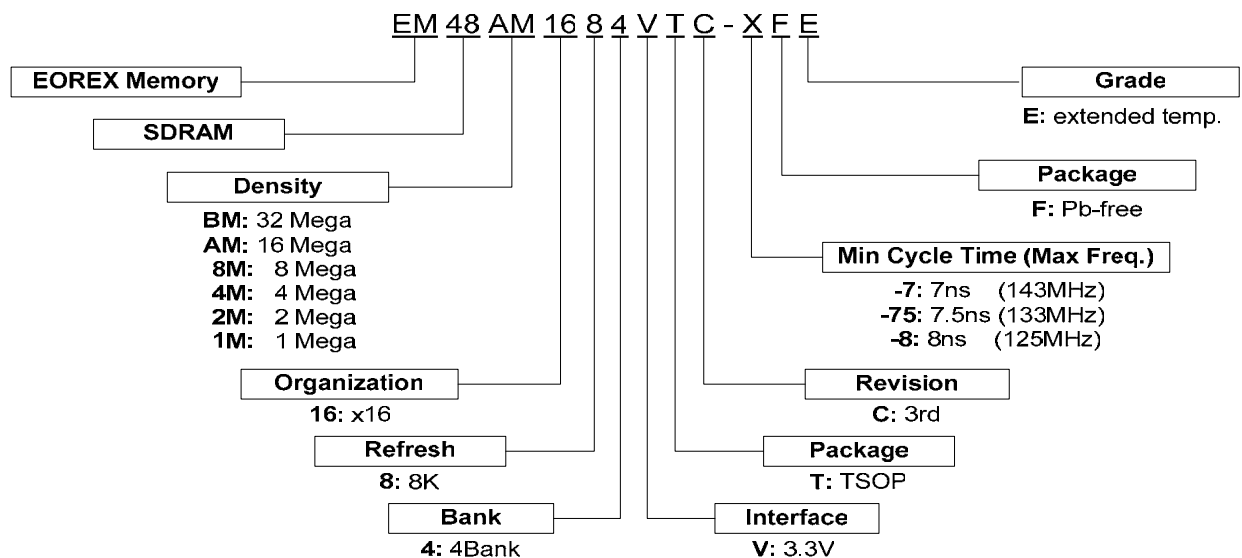 EM 48 AM 16 8 4 V T C - X F E
EOREX Memory
SDRAM
Density
BM: 32 Mega
AM: 16 Mega
8M: 8 Mega
4M: 4 Mega
2M: 2 Mega
1M: 1 Mega
Organization
16: x16
Refresh
8: 8K
Bank
4: 4Bank
Grade
E: extended temp.
Package
F: Pb-free
Min Cycle Time (Max Freq.)
-7: 7ns (143MHz)
-75: 7.5ns (133MHz)
-8: 8ns (125MHz)
Revision
C: 3rd
Package
T: TSOP
Interface
V: 3.3V